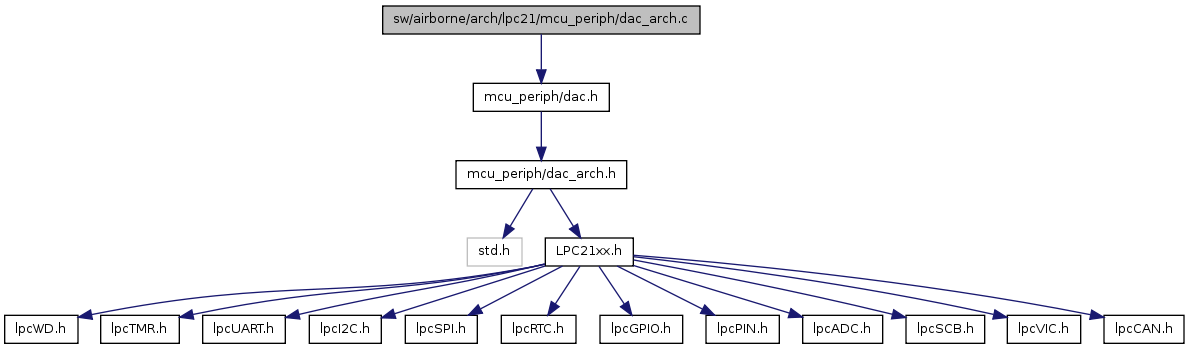 sw/airborne/arch/lpc21/mcu_periph/dac_arch.c
mcu_periph/dac.h
mcu_periph/dac_arch.h
std.h
LPC21xx.h
lpcWD.h
lpcTMR.h
lpcUART.h
lpcI2C.h
lpcSPI.h
lpcRTC.h
lpcGPIO.h
lpcPIN.h
lpcADC.h
lpcSCB.h
lpcVIC.h
lpcCAN.h